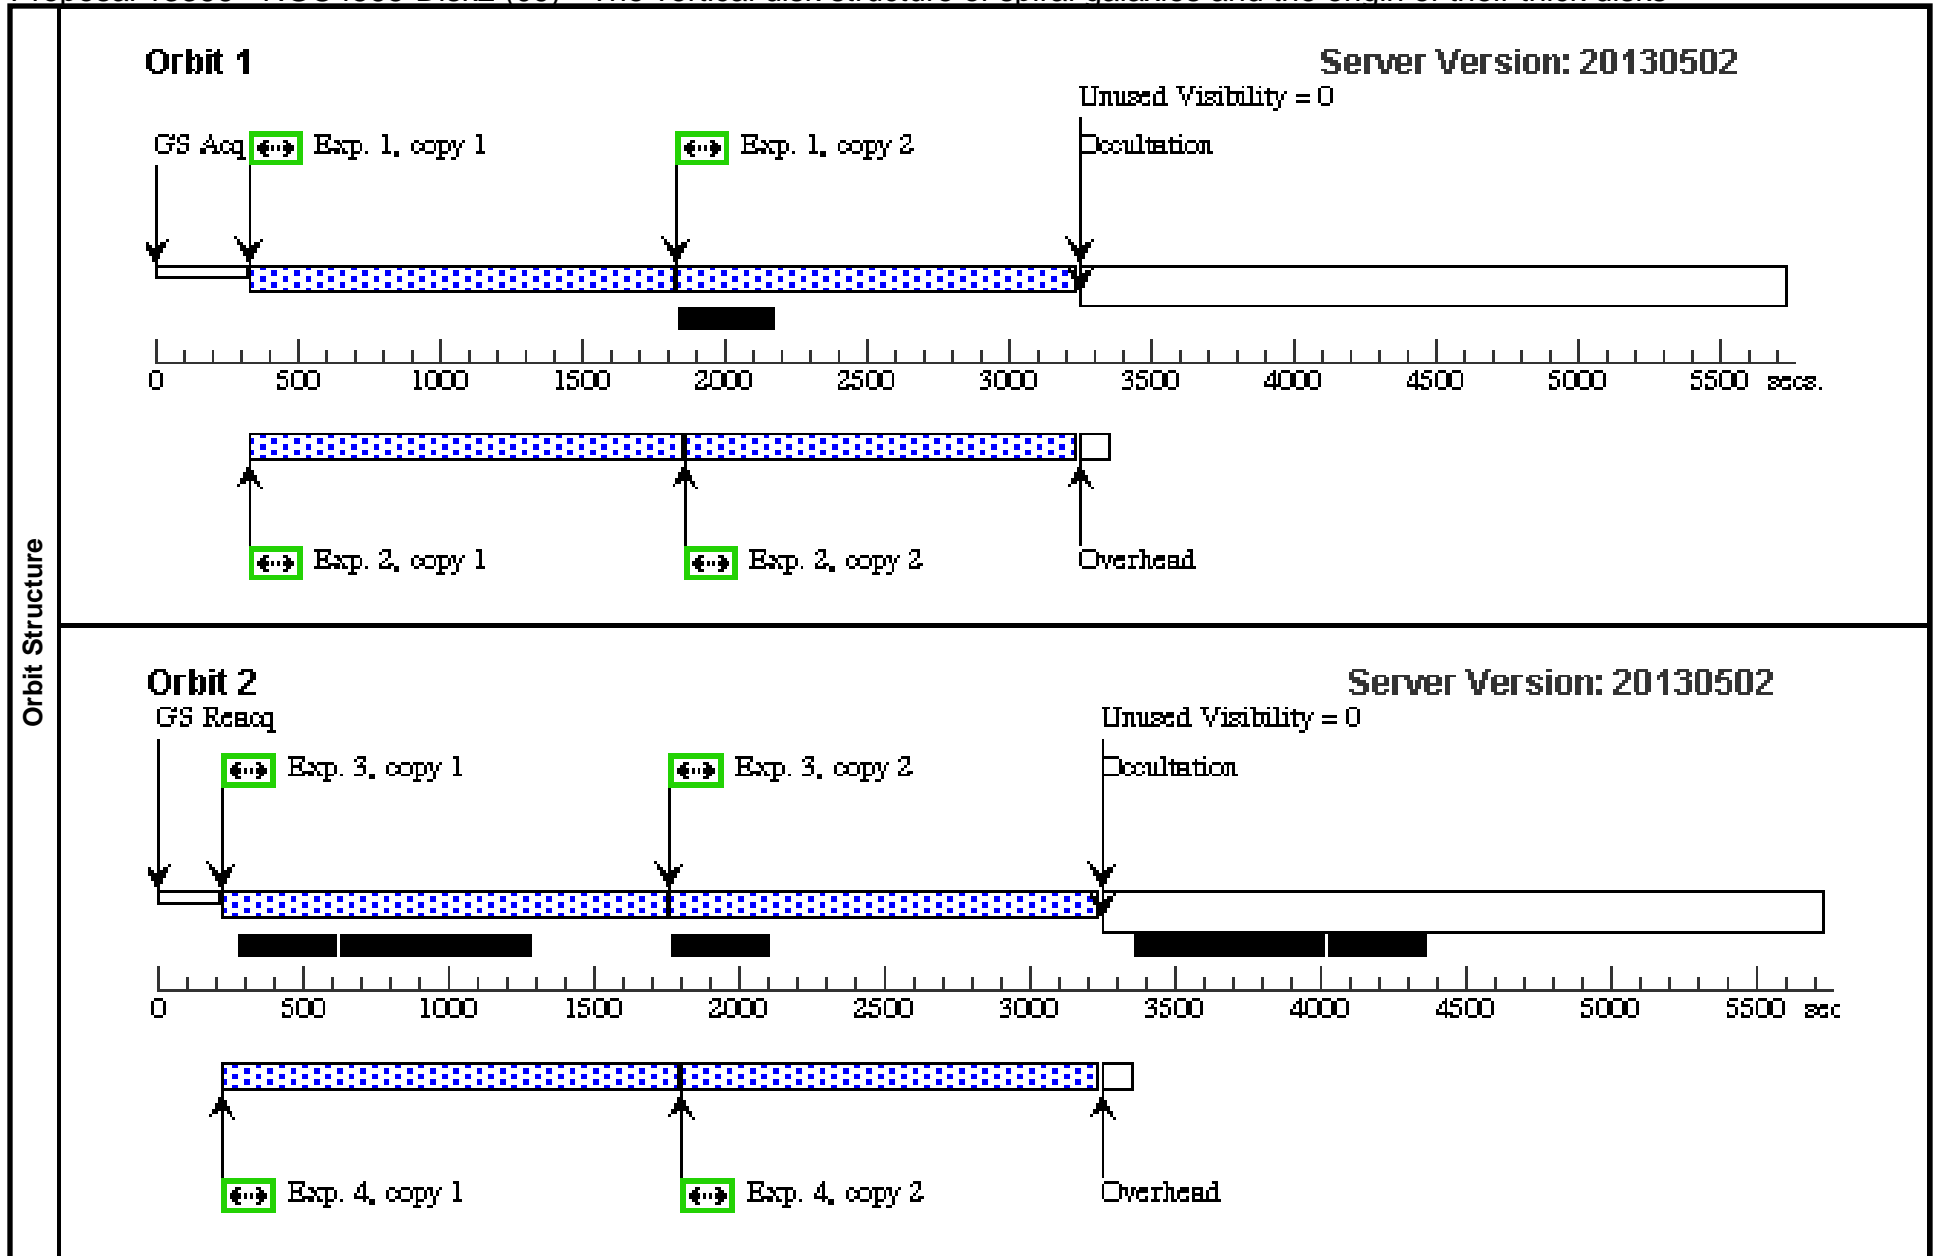 Orbit Structure
Orbit 1
Server Version: 20130502
Unused Visibility = 0
GS Acq
Exp. 1, copy 1
Exp. 1, copy 2
Occultation
0 500 1000 1500 2000 2500 3000 3500 4000 4500 5000 5500 secs.
Exp. 2, copy 1
Exp. 2, copy 2
Overhead
Orbit 2
Server Version: 20130502
GS Reacq
Unused Visibility = 0
Exp. 3, copy 1
Exp. 3, copy 2
Occultation
0 500 1000 1500 2000 2500 3000 3500 4000 4500 5000 5500 sec
Exp. 4, copy 1
Exp. 4, copy 2
Overhead